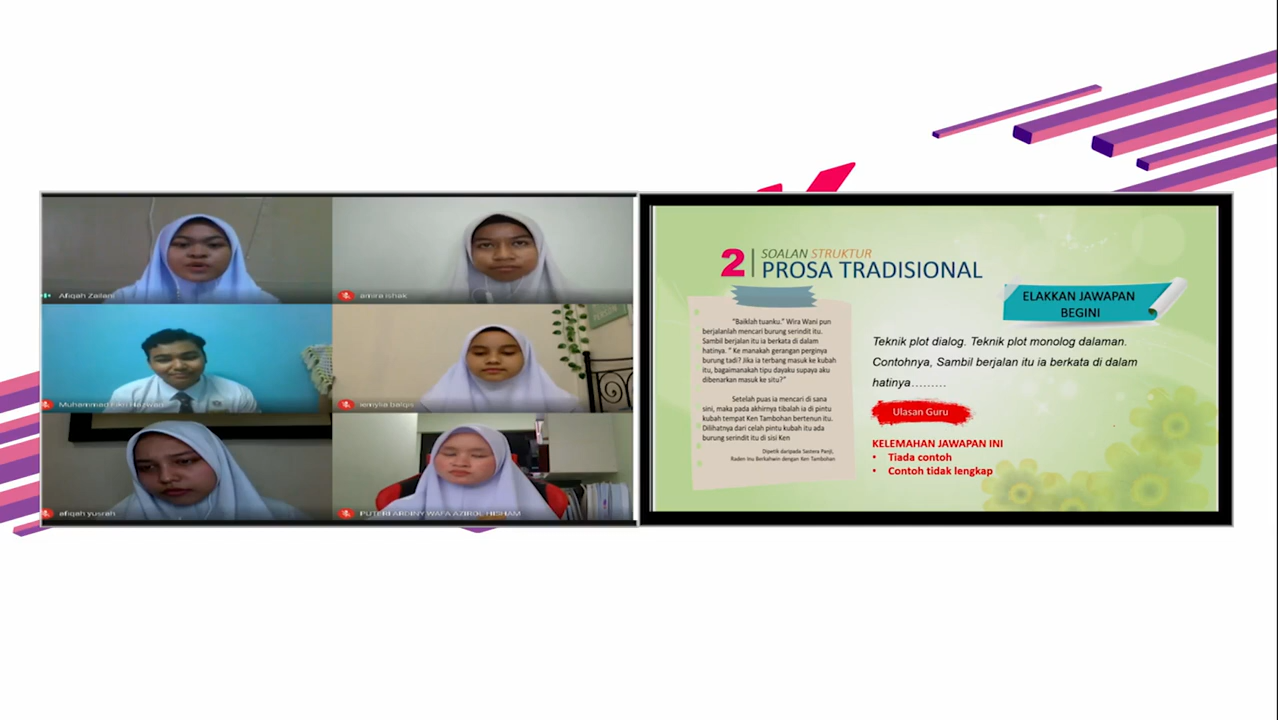 Afiqah Zailani
amira ishak
Muhammad
iemylia balqis
afiqah yusrah
PUTERI ARDINY WAFA AZIROL HISHAM
PERSON
2
SOALAN STRUKTUR
PROSA TRADISIONAL
"Baiklah tuanku." Wira Wani pun
berjalanlah mencari burung serindit itu.
Sambil berjalan itu ia berkata di dalam
hatinya. " Ke manakah gerangan perginya
burung tadi? Jika ia terbang masuk ke kubah
itu, bagaimanakah tipu dayaku supaya aku
dibenarkan masuk ke situ?"
Setelah puas ia mencari di sana
sini, maka pada akhirnya tibalah ia di pintu
kubah tempat Ken Tambohan bertenun itu.
Dilihatnya dari celah pintu kubah itu ada
burung serindit itu di sisi Ken
Dipetik daripada Sastera Panji,
Raden Inu Berkahwin dengan Ken Tambohan
ELAKKAN JAWAPAN
BEGINI
Teknik plot dialog. Teknik plot monolog dalaman.
Contohnya, Sambil berjalan itu ia berkata di dalam
hatinya.........
Ulasan Guru
KELEMAHAN JAWAPAN INI
• Tiada contoh
• Contoh tidak lengkap